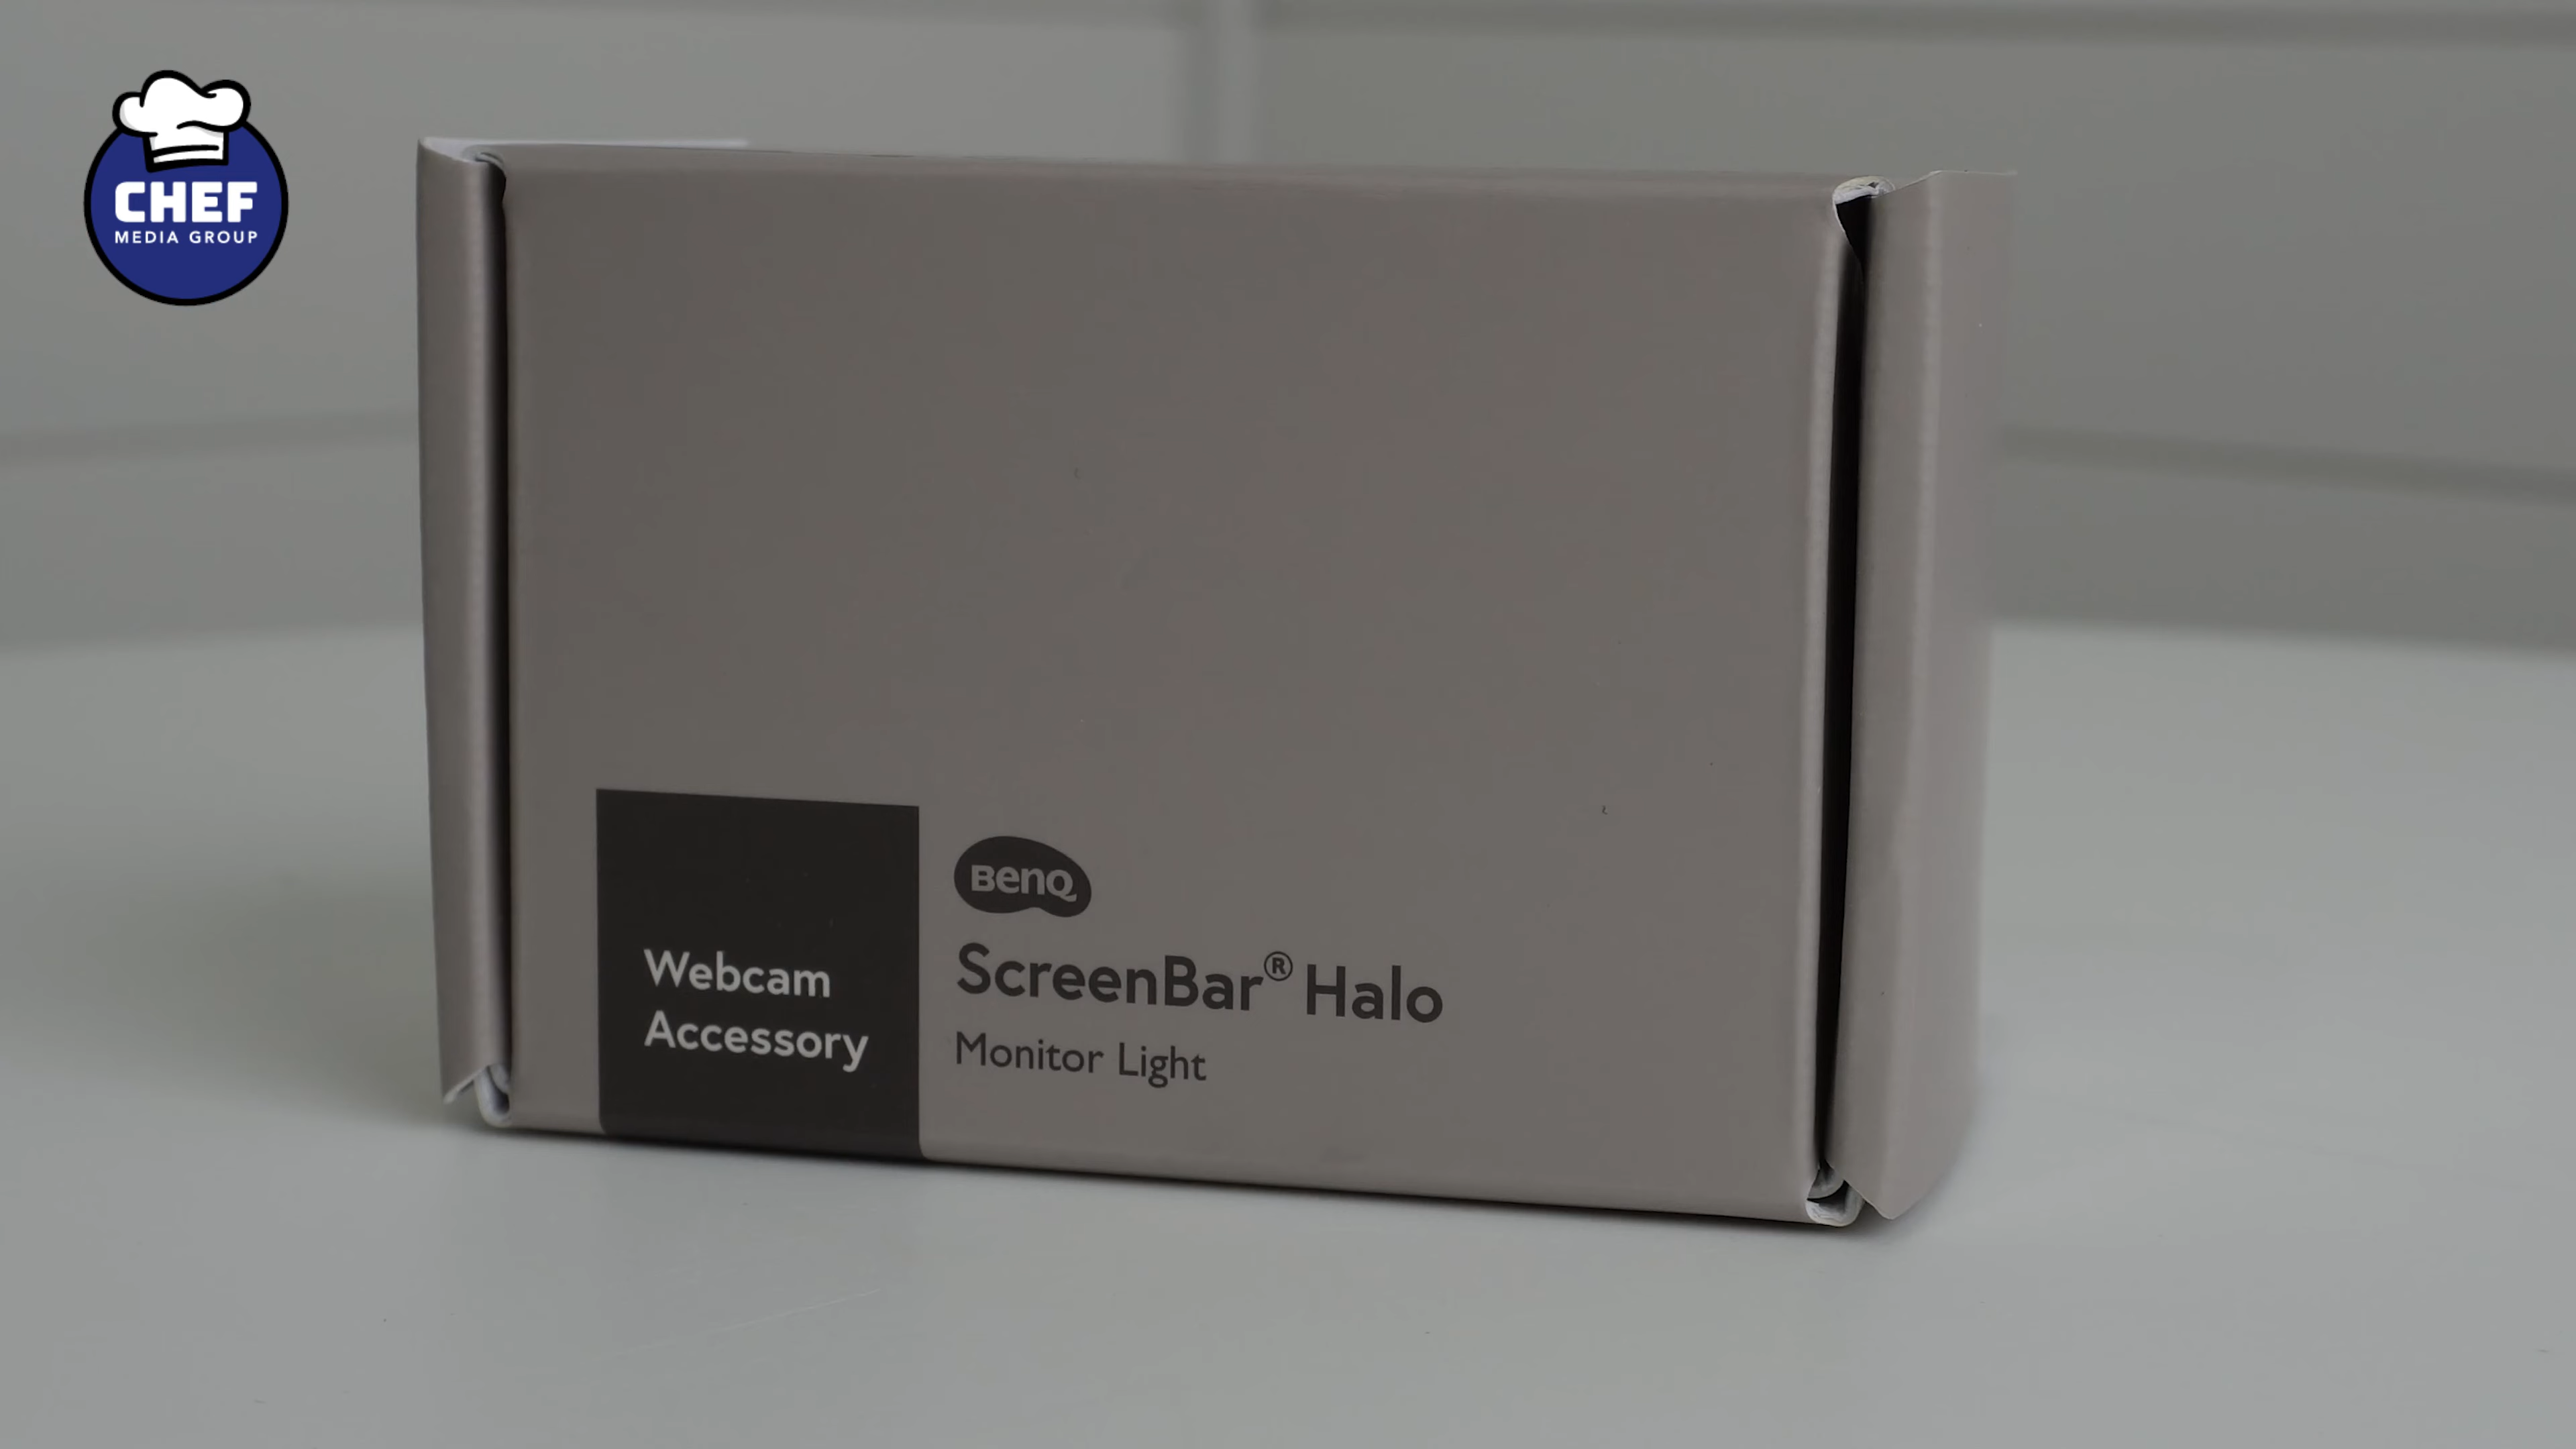 CHEF
MEDIA GROUP
BenQ
ScreenBar® Halo
Monitor Light
Webcam
Accessory